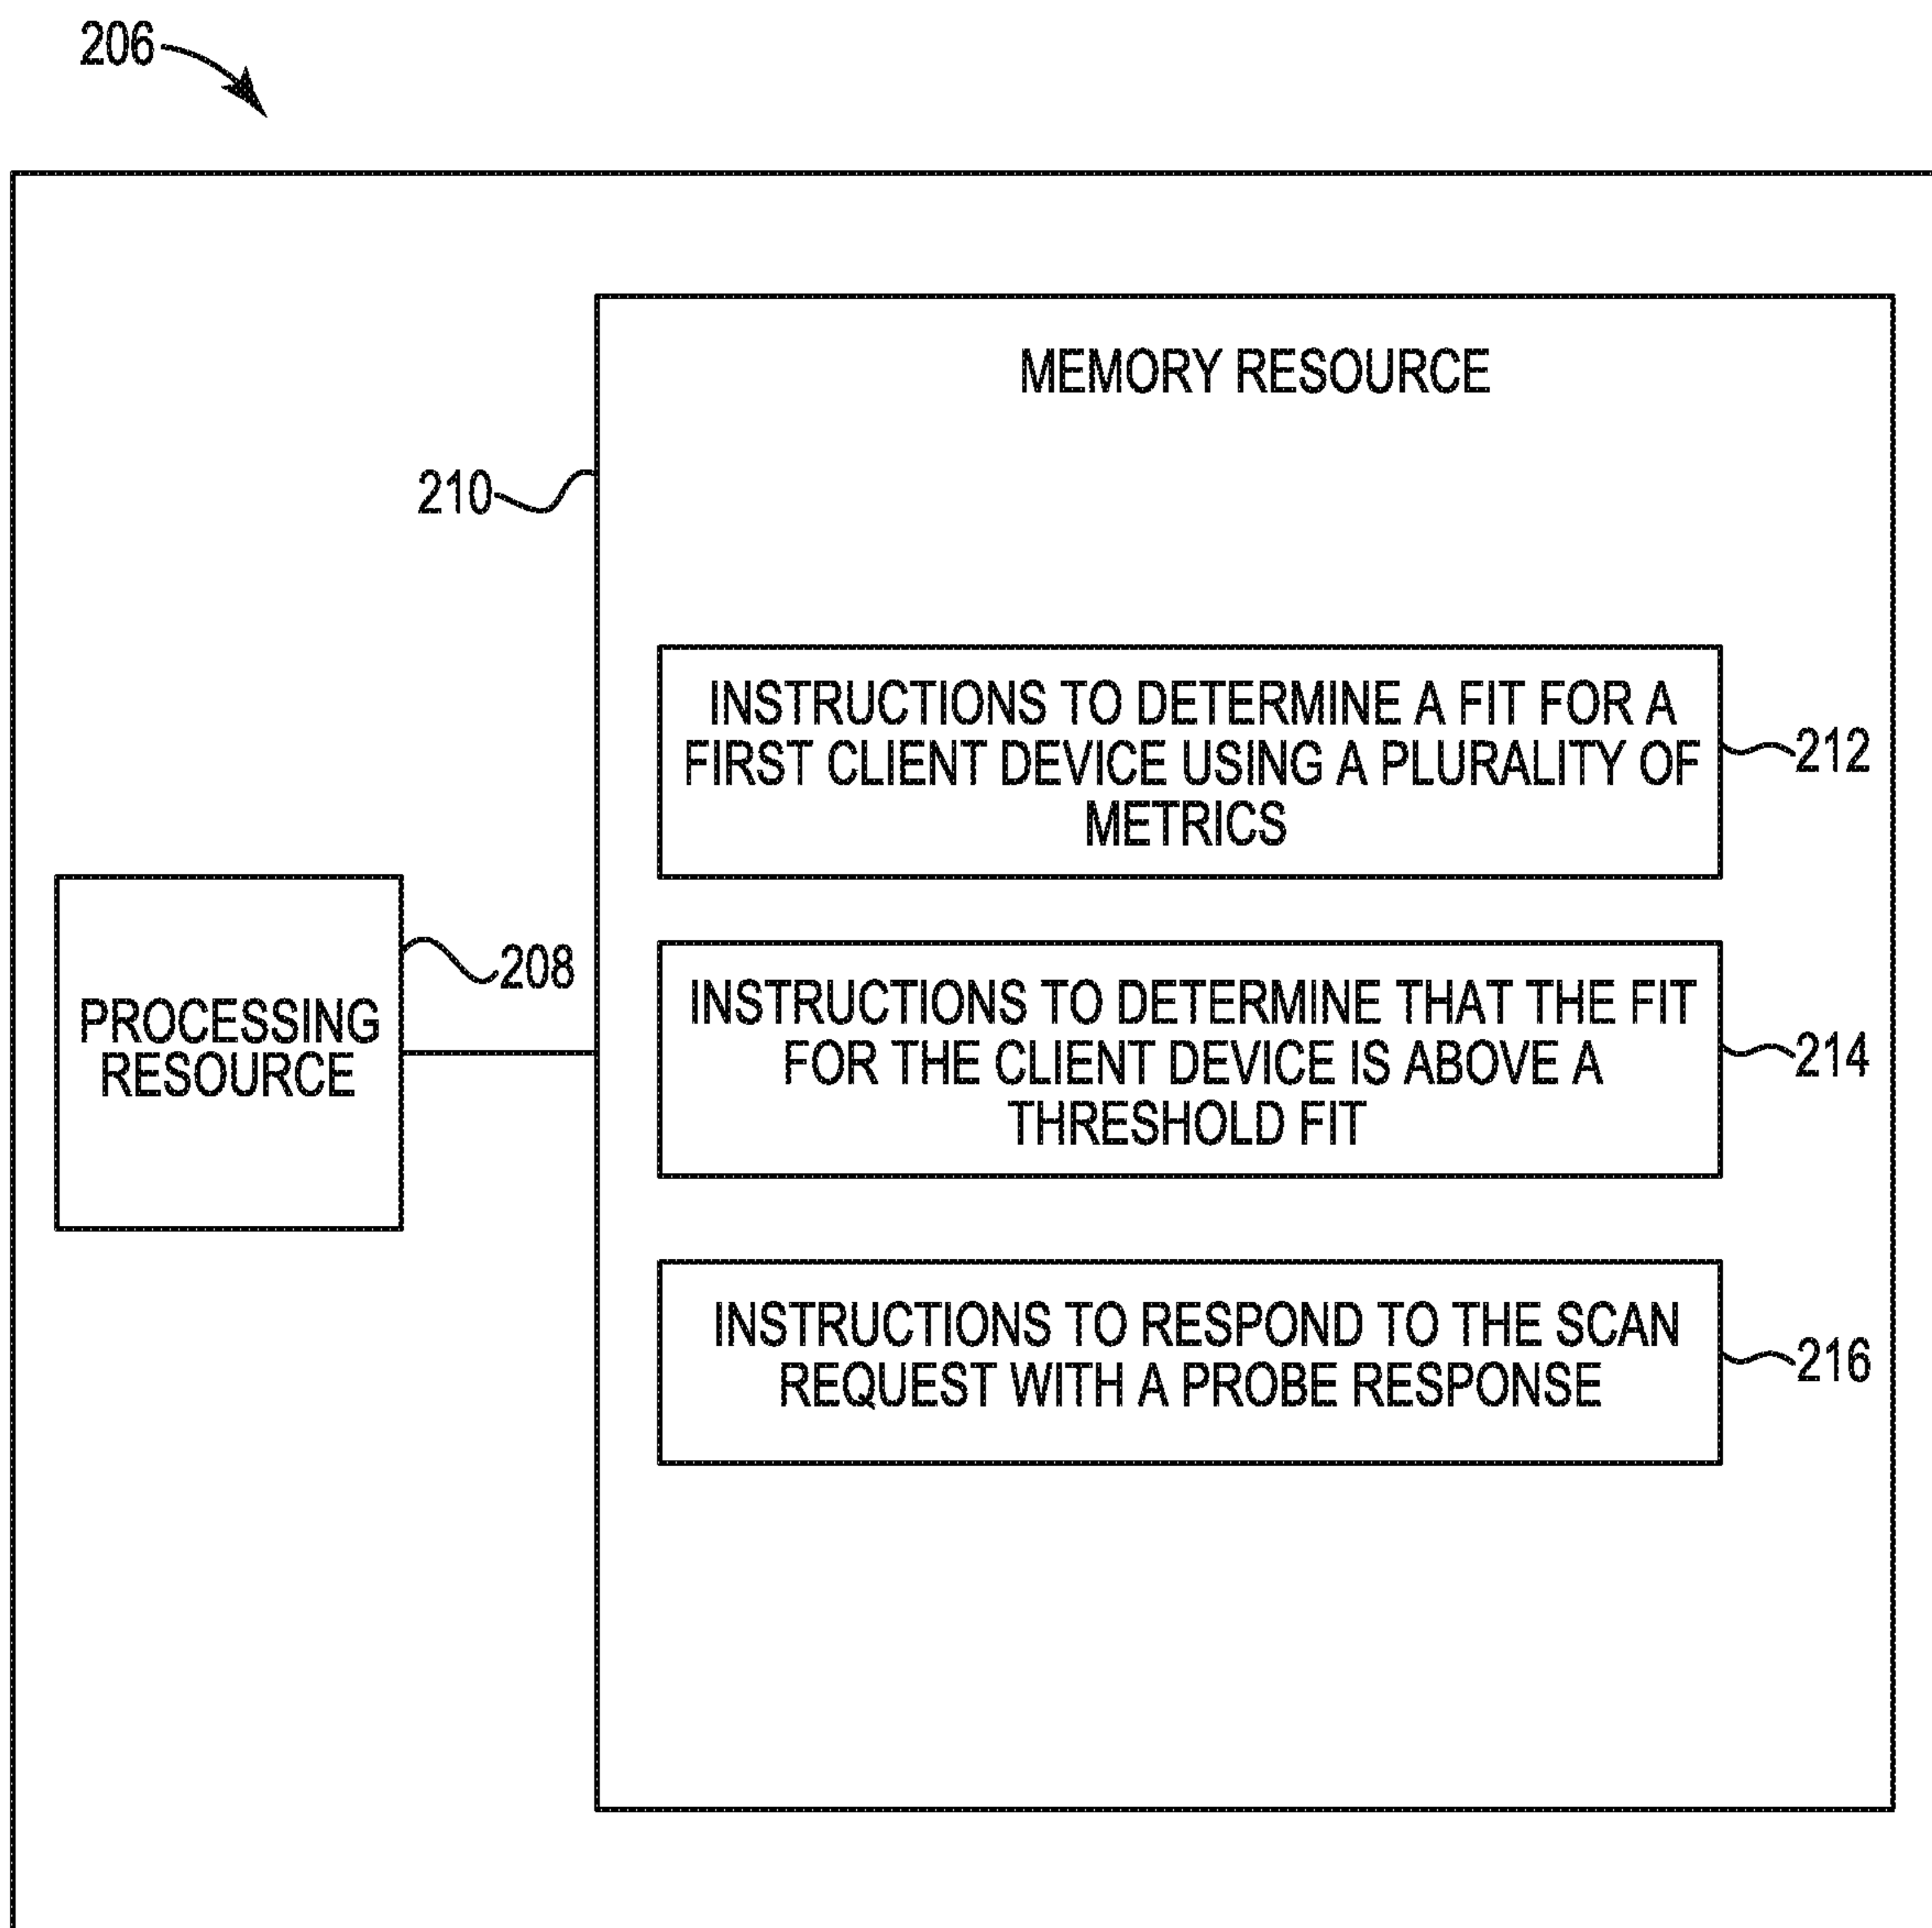 206
MEMORY RESOURCE
210
INSTRUCTIONS TO DETERMINE A FIT FOR A
FIRST CLIENT DEVICE USING A PLURALITY OF
METRICS
212
208
PROCESSING
RESOURCE
INSTRUCTIONS TO DETERMINE THAT THE FIT
FOR THE CLIENT DEVICE IS ABOVE A
THRESHOLD FIT
214
INSTRUCTIONS TO RESPOND TO THE SCAN
REQUEST WITH A PROBE RESPONSE
216